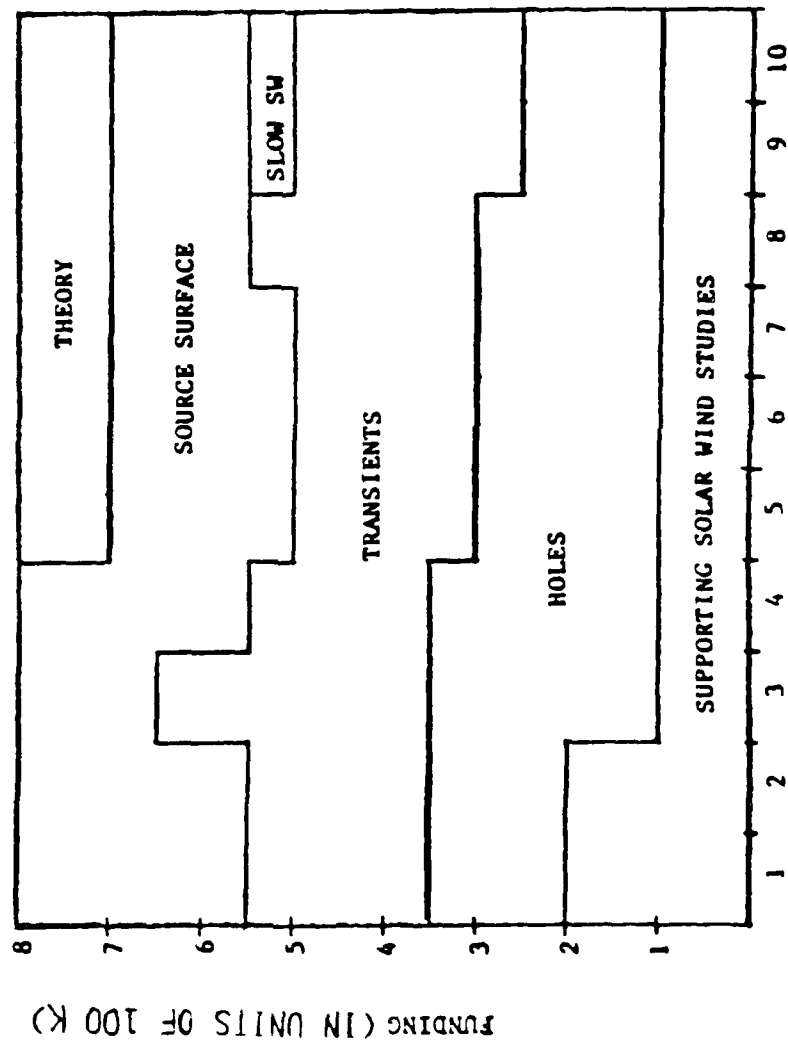 FUNDING (IN UNITS OF 100 K)
8
7
6
5
4
3
2
1
THEORY
SOURCE SURFACE
SLOW SW
TRANSIENTS
HOLES
SUPPORTING SOLAR WIND STUDIES
1 2 3 4 5 6 7 8 9 10